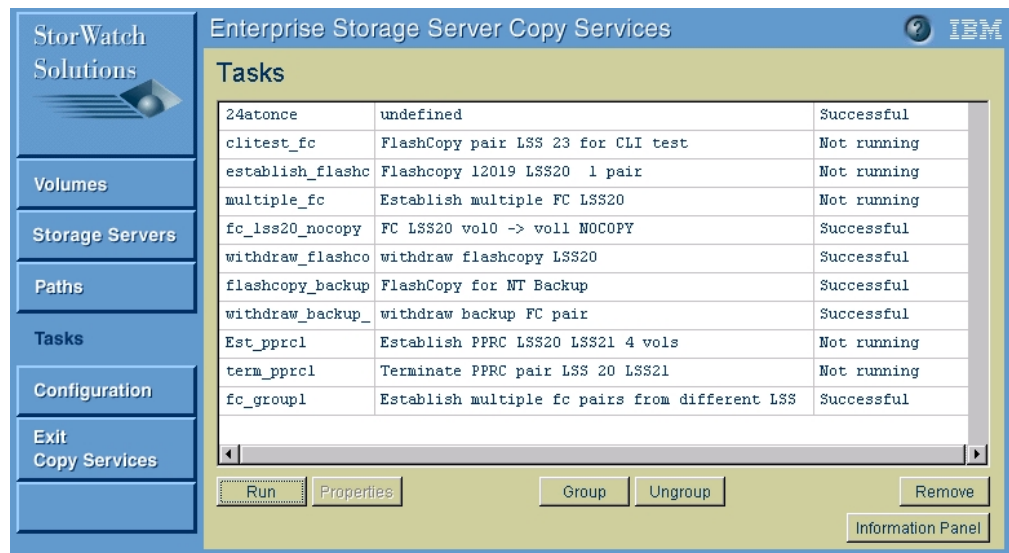 StorWatch
Solutions
Enterprise Storage Server Copy Services
? IBM
Tasks
24atonce undefined Successful
clitest_fc FlashCopy pair LSS 23 for CLI test Not running
establish_flashc Flashcopy 12019 LSS20 1 pair Not running
multiple_fc Establish multiple FC LSS20 Not running
fc_lss20_nocopy FC LSS20 vol0 -> vol1 NOCOPY Successful
withdraw_flashco withdraw flashcopy LSS20 Successful
flashcopy_backup FlashCopy for NT Backup Successful
withdraw_backup_ withdraw backup FC pair Successful
Est_pprc1 Establish PPRC LSS20 LSS21 4 vols Not running
term_pprc1 Terminate PPRC pair LSS 20 LSS21 Not running
fc_group1 Establish multiple fc pairs from different LSS Successful
Volumes
Storage Servers
Paths
Tasks
Configuration
Exit
Copy Services
Run Properties Group Ungroup Remove
Information Panel